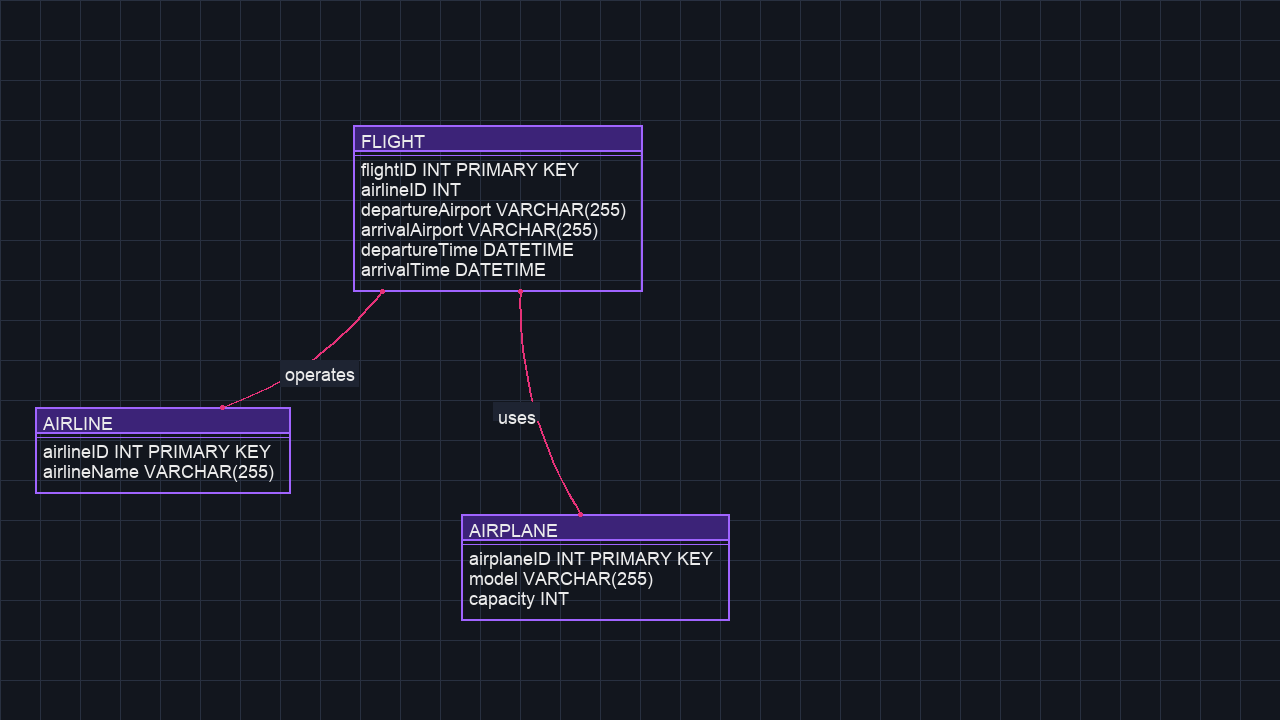 FLIGHT
flightID INT PRIMARY KEY
airlineID INT
departureAirport VARCHAR(255)
arrivalAirport VARCHAR(255)
departureTime DATETIME
arrivalTime DATETIME
operates
uses
AIRLINE
airlineID INT PRIMARY KEY
airlineName VARCHAR(255)
AIRPLANE
airplaneID INT PRIMARY KEY
model VARCHAR(255)
capacity INT